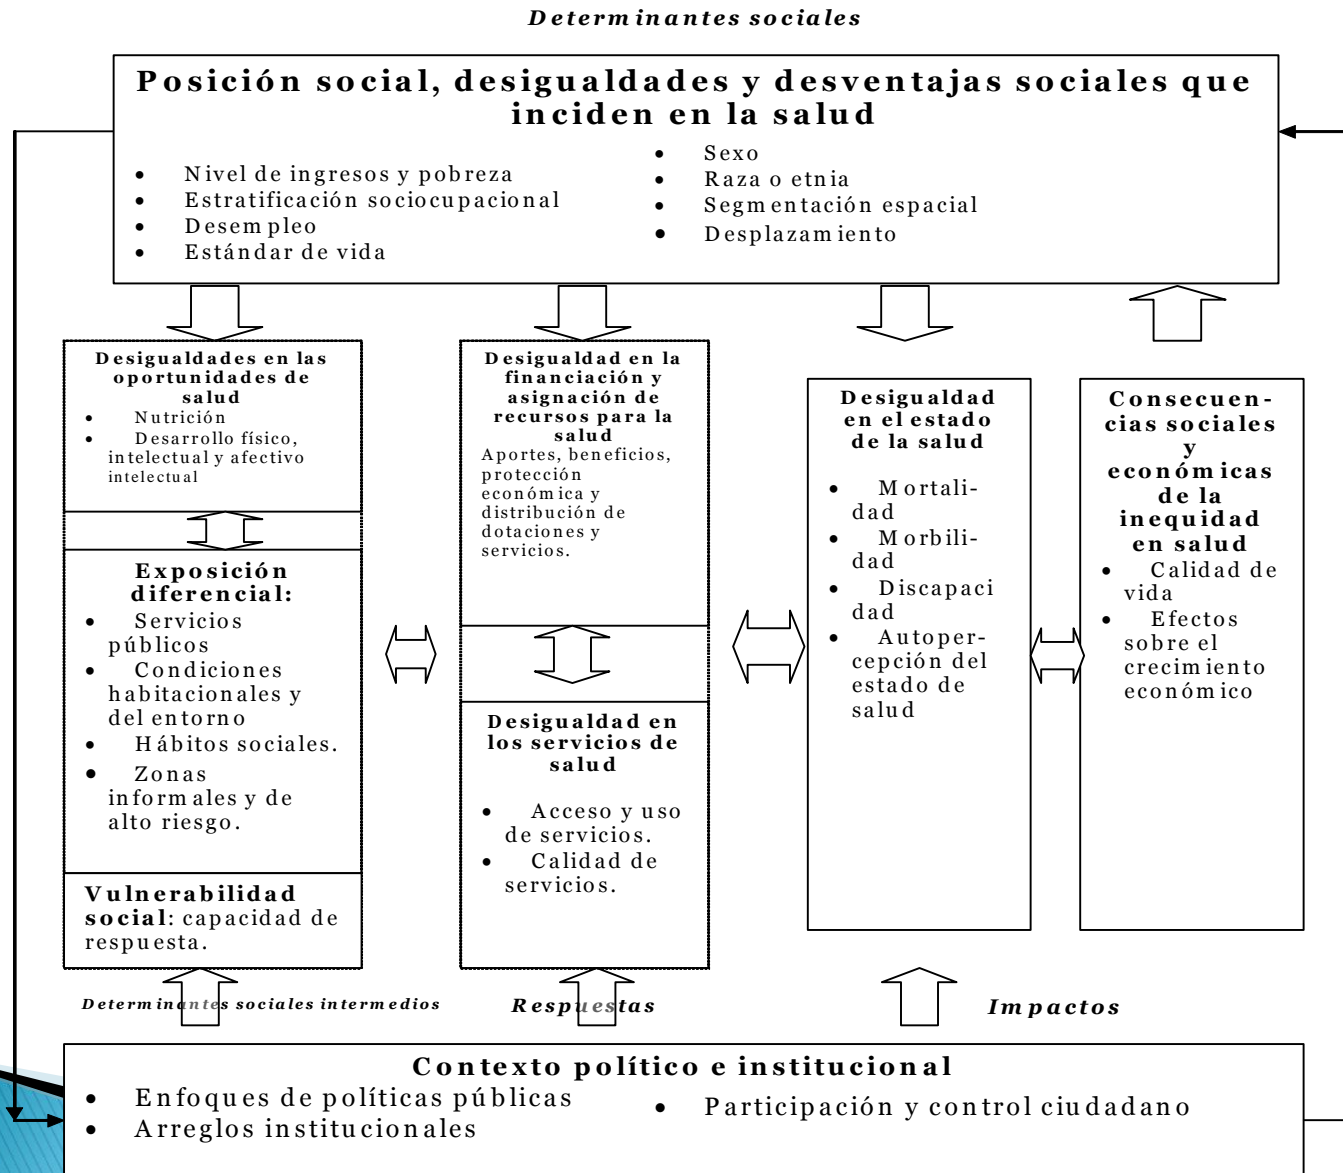 Determinantes sociales
Posición social, desigualdades y desventajas sociales que
inciden en la salud
• Nivel de ingresos y pobreza
• Estratificación sociocupacional
• Desempleo
• Estándar de vida
• Sexo
• Raza o etnia
• Segmentación espacial
• Desplazamiento
Desigualdades en las
oportunidades de
salud
• Nutrición
• Desarrollo físico,
intelectual y afectivo
intelectual
Exposición
diferencial:
• Servicios
públicos
• Condiciones
habitacionales y
del entorno
• Hábitos sociales.
• Zonas
informales y de
alto riesgo.
Vulnerabilidad
social: capacidad de
respuesta.
Desigualdad en la
financiación y
asignación de
recursos para la
salud
Aportes, beneficios,
protección
económica y
distribución de
dotaciones y
servicios.
Desigualdad en
los servicios de
salud
• Acceso y uso
de servicios.
• Calidad de
servicios.
Desigualdad
en el estado
de la salud
• Mortali-
dad
• Morbili-
dad
• Discapaci
dad
• Autoper-
cepción del
estado de
salud
Consecuen-
cias sociales
y
económicas
de la
inequidad
en salud
• Calidad de
vida
• Efectos
sobre el
crecimiento
económico
Determinantes sociales intermedios
Respuestas
Impactos
Contexto político e institucional
• Enfoques de políticas públicas
• Arreglos institucionales
• Participación y control ciudadano